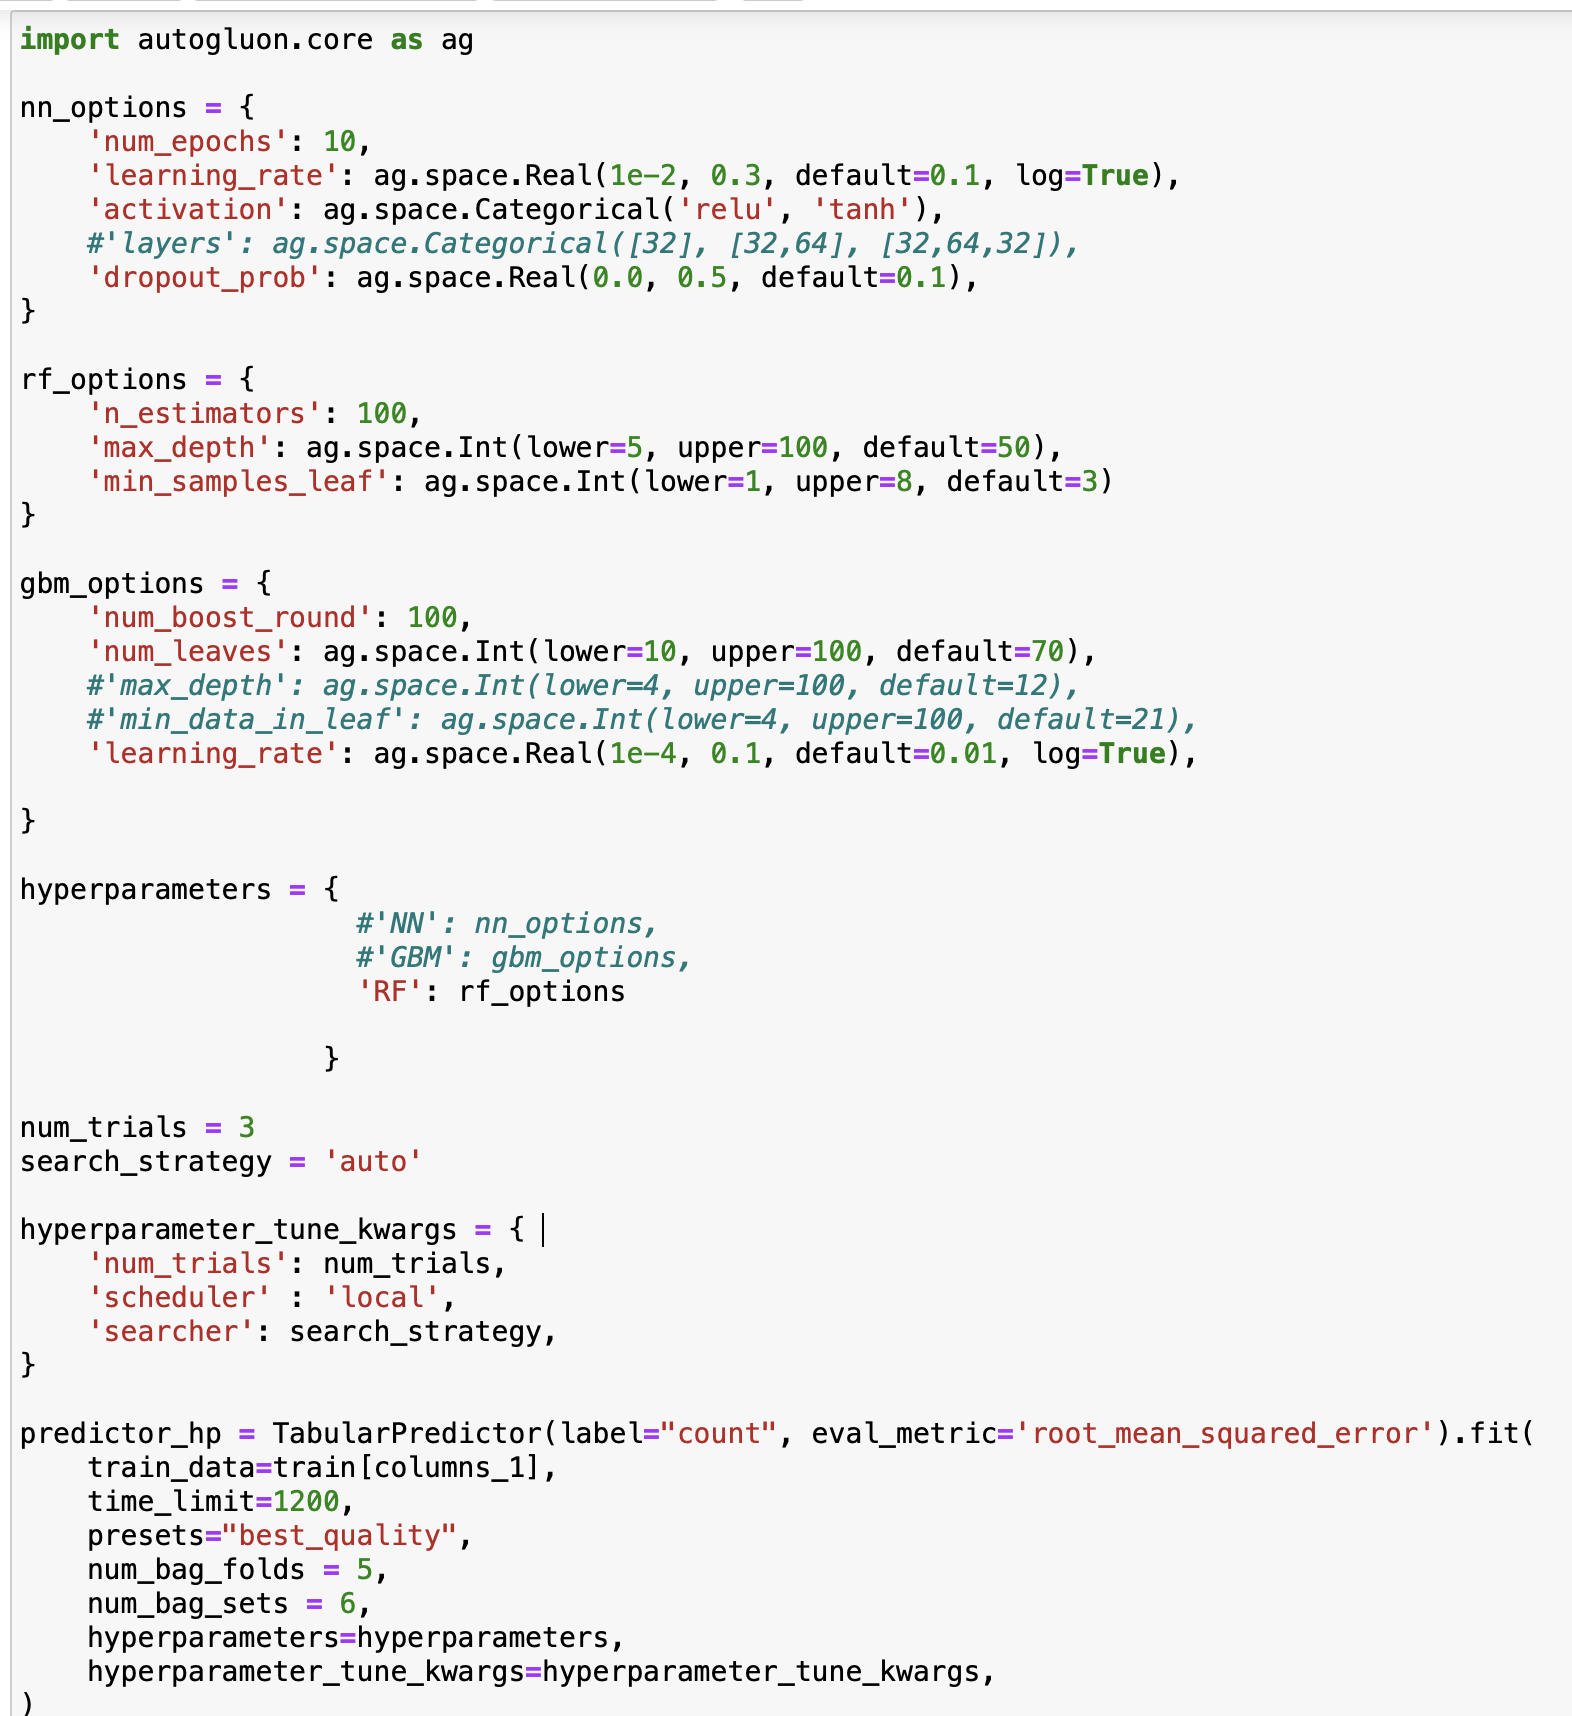 import autogluon.core as ag
nn_options = {
    'num_epochs': 10,
    'learning_rate': ag.space.Real(1e-2, 0.3, default=0.1, log=True),
    'activation': ag.space.Categorical('relu', 'tanh'),
    #'layers': ag.space.Categorical([32], [32,64], [32,64,32]),
    'dropout_prob': ag.space.Real(0.0, 0.5, default=0.1),
}
rf_options = {
    'n_estimators': 100,
    'max_depth': ag.space.Int(lower=5, upper=100, default=50),
    'min_samples_leaf': ag.space.Int(lower=1, upper=8, default=3)
}
gbm_options = {
    'num_boost_round': 100,
    'num_leaves': ag.space.Int(lower=10, upper=100, default=70),
    #'max_depth': ag.space.Int(lower=4, upper=100, default=12),
    #'min_data_in_leaf': ag.space.Int(lower=4, upper=100, default=21),
    'learning_rate': ag.space.Real(1e-4, 0.1, default=0.01, log=True),
}
hyperparameters = {
                    #'NN': nn_options,
                    #'GBM': gbm_options,
                    'RF': rf_options
                  }
num_trials = 3
search_strategy = 'auto'
hyperparameter_tune_kwargs = {
    'num_trials': num_trials,
    'scheduler' : 'local',
    'searcher': search_strategy,
}
predictor_hp = TabularPredictor(label="count", eval_metric='root_mean_squared_error').fit(
    train_data=train[columns_1],
    time_limit=1200,
    presets="best_quality",
    num_bag_folds = 5,
    num_bag_sets = 6,
    hyperparameters=hyperparameters,
    hyperparameter_tune_kwargs=hyperparameter_tune_kwargs,
)